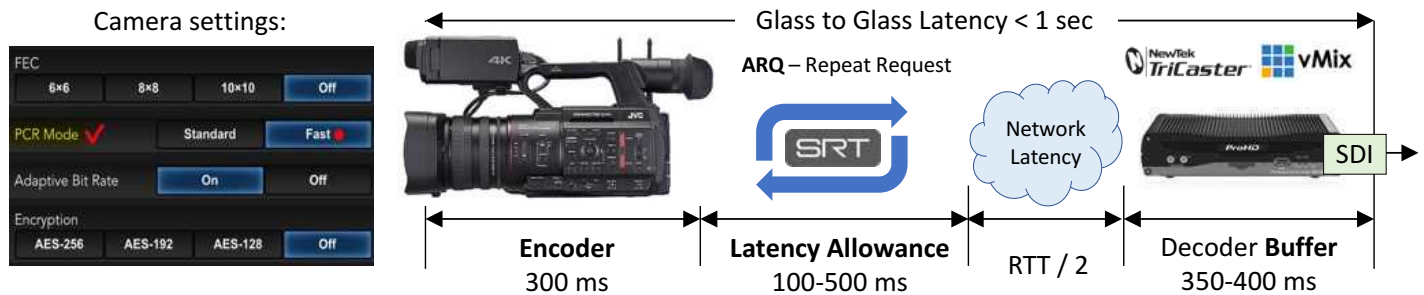 Camera settings:
FEC
6×6 8×8 10×10 Off
PCR Mode Standard Fast
Adaptive Bit Rate On Off
Encryption
AES-256 AES-192 AES-128 Off
Glass to Glass Latency < 1 sec
4K
JVC
ARQ – Repeat Request
SRT
Network
Latency
NewTek
TriCaster vMix
ProHD
SDI
Encoder
300 ms
Latency Allowance
100-500 ms
RTT / 2
Decoder Buffer
350-400 ms